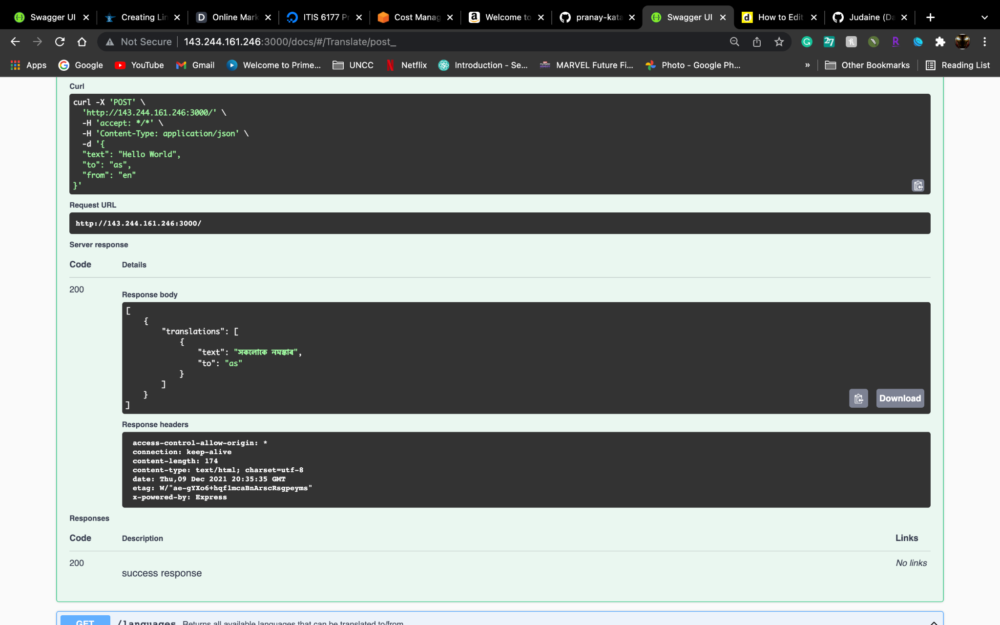 Swagger UI
Creating Lin
Online Mark
ITIS 6177 Pr
Cost Manag
Welcome to
pranay-kata
Swagger UI
How to Edit
Judaine (Da
Not Secure
143.244.161.246:3000/docs/#/Translate/post_
Apps
Google
YouTube
Gmail
Welcome to Prime...
UNCC
Netflix
Introduction - Se...
MARVEL Future Fi...
Photo - Google Ph...
»
Other Bookmarks
Reading List
Curl
curl -X 'POST' \
'http://143.244.161.246:3000/' \
-H 'accept: */*' \
-H 'Content-Type: application/json' \
-d '{
"text": "Hello World",
"to": "as",
"from": "en"
}'
Request URL
http://143.244.161.246:3000/
Server response
Code
Details
200
Response body
[
{
"translations": [
{
"text": "সকলোকে নমস্কাৰ",
"to": "as"
}
]
}
]
Download
Response headers
access-control-allow-origin: *
connection: keep-alive
content-length: 174
content-type: text/html; charset=utf-8
date: Thu,09 Dec 2021 20:35:35 GMT
etag: W/"ae-gYXo6+hqf1mcaBnArscRsgpeyms"
x-powered-by: Express
Responses
Code
Description
Links
200
No links
success response
GET
/languages
Returns all available languages that can be translated to/from